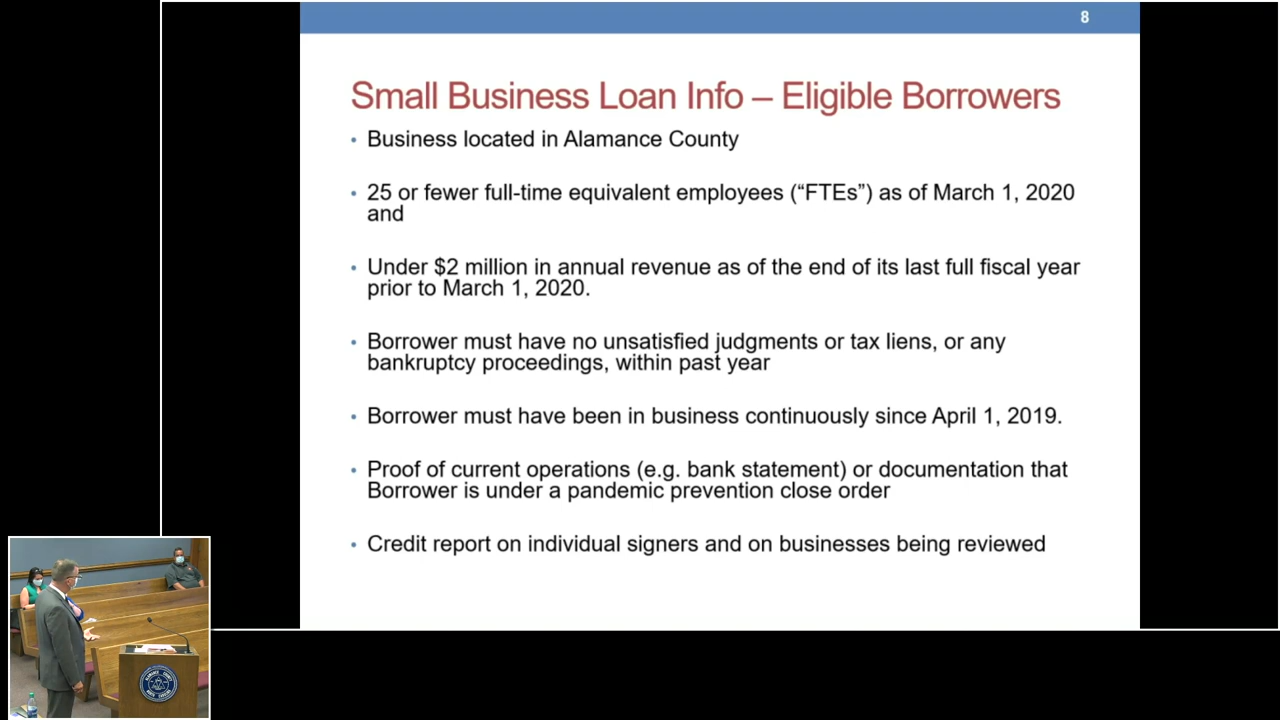 8
Small Business Loan Info – Eligible Borrowers
• Business located in Alamance County
• 25 or fewer full-time equivalent employees (“FTEs”) as of March 1, 2020
and
• Under $2 million in annual revenue as of the end of its last full fiscal year
prior to March 1, 2020.
• Borrower must have no unsatisfied judgments or tax liens, or any
bankruptcy proceedings, within past year
• Borrower must have been in business continuously since April 1, 2019.
• Proof of current operations (e.g. bank statement) or documentation that
Borrower is under a pandemic prevention close order
• Credit report on individual signers and on businesses being reviewed
ALAMANCE COUNTY
NORTH CAROLINA